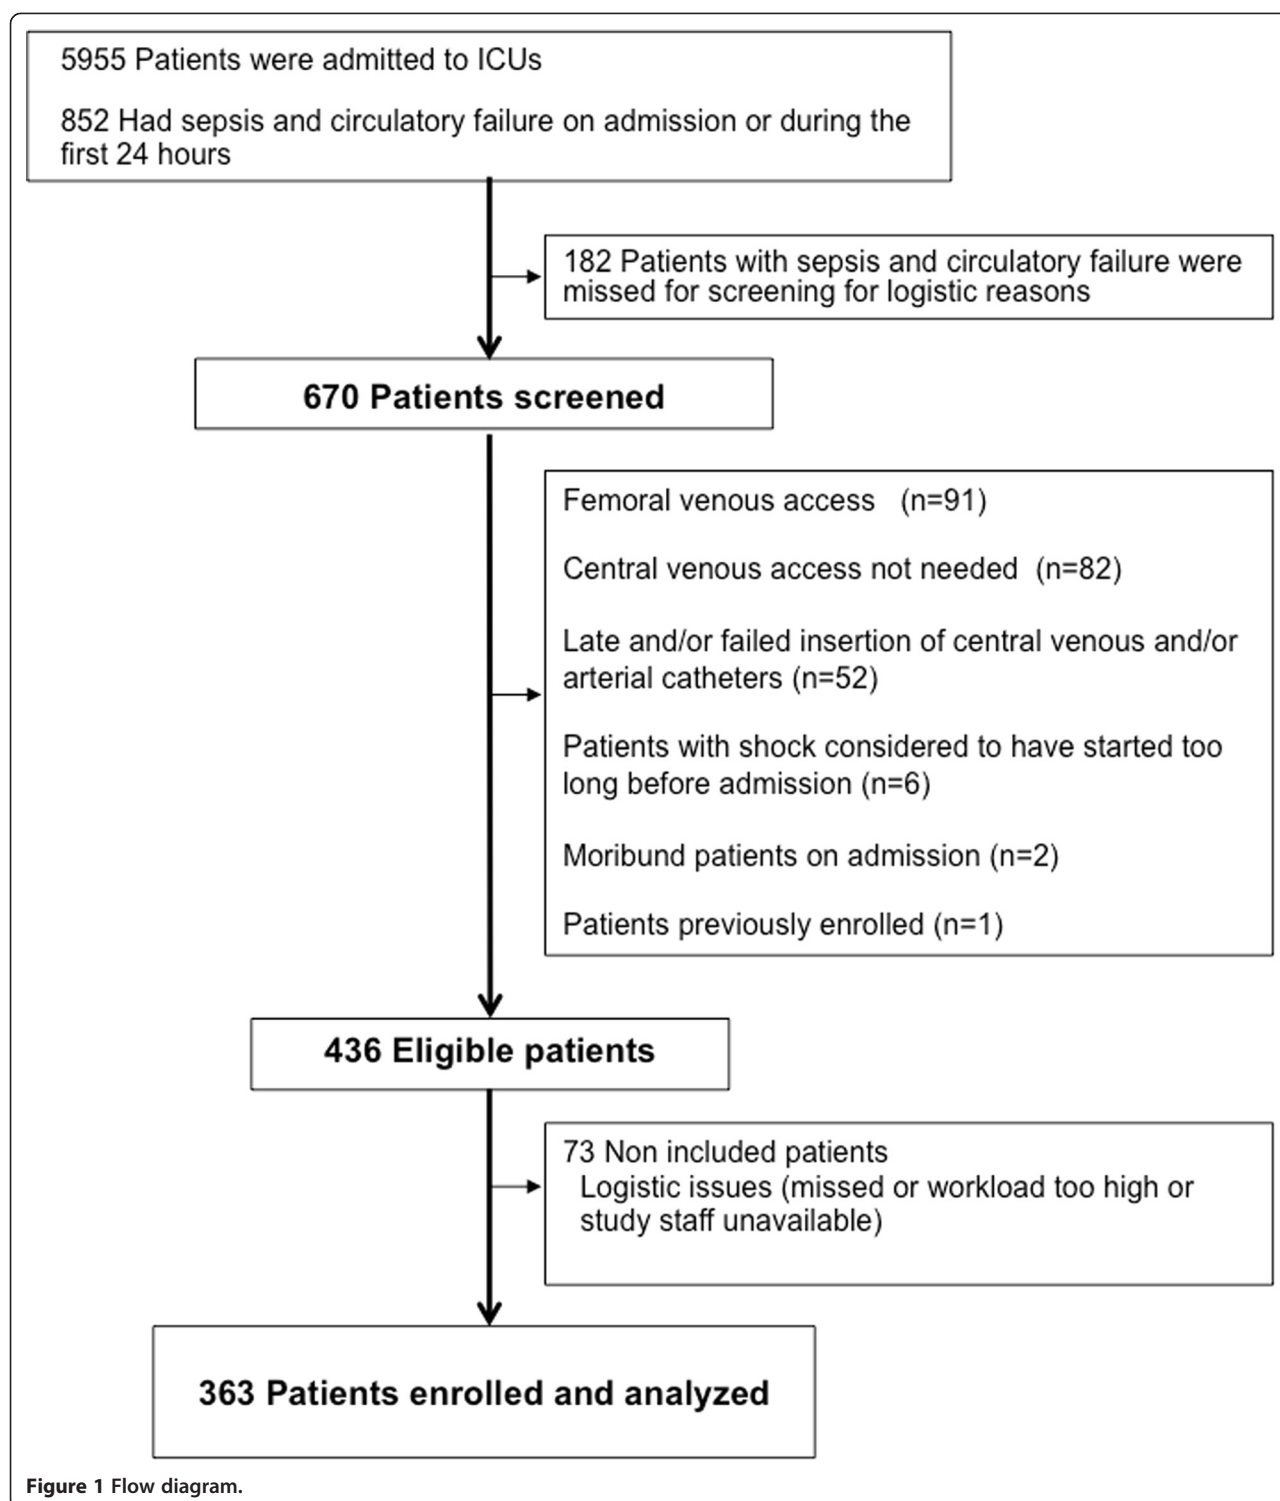 5955 Patients were admitted to ICUs
852 Had sepsis and circulatory failure on admission or during the
first 24 hours
182 Patients with sepsis and circulatory failure were
missed for screening for logistic reasons
670 Patients screened
Femoral venous access (n=91)
Central venous access not needed (n=82)
Late and/or failed insertion of central venous and/or
arterial catheters (n=52)
Patients with shock considered to have started too
long before admission (n=6)
Moribund patients on admission (n=2)
Patients previously enrolled (n=1)
436 Eligible patients
73 Non included patients
Logistic issues (missed or workload too high or
study staff unavailable)
363 Patients enrolled and analyzed
Figure 1 Flow diagram.